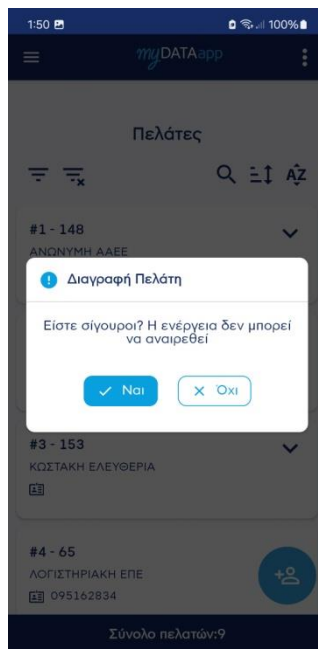 1:50 100%
myDATAapp
Πελάτες
AZ
#1 - 148
ΑΝΩΝΥΜΗ ΑΑΕΕ
Διαγραφή Πελάτη
Είστε σίγουροι? Η ενέργεια δεν μπορεί
να αναιρεθεί
Ναι Όχι
#3 - 153
ΚΩΣΤΑΚΗ ΕΛΕΥΘΕΡΙΑ
#4 - 65
ΛΟΓΙΣΤΗΡΙΑΚΗ ΕΠΕ
095162834
Σύνολο πελατών:9